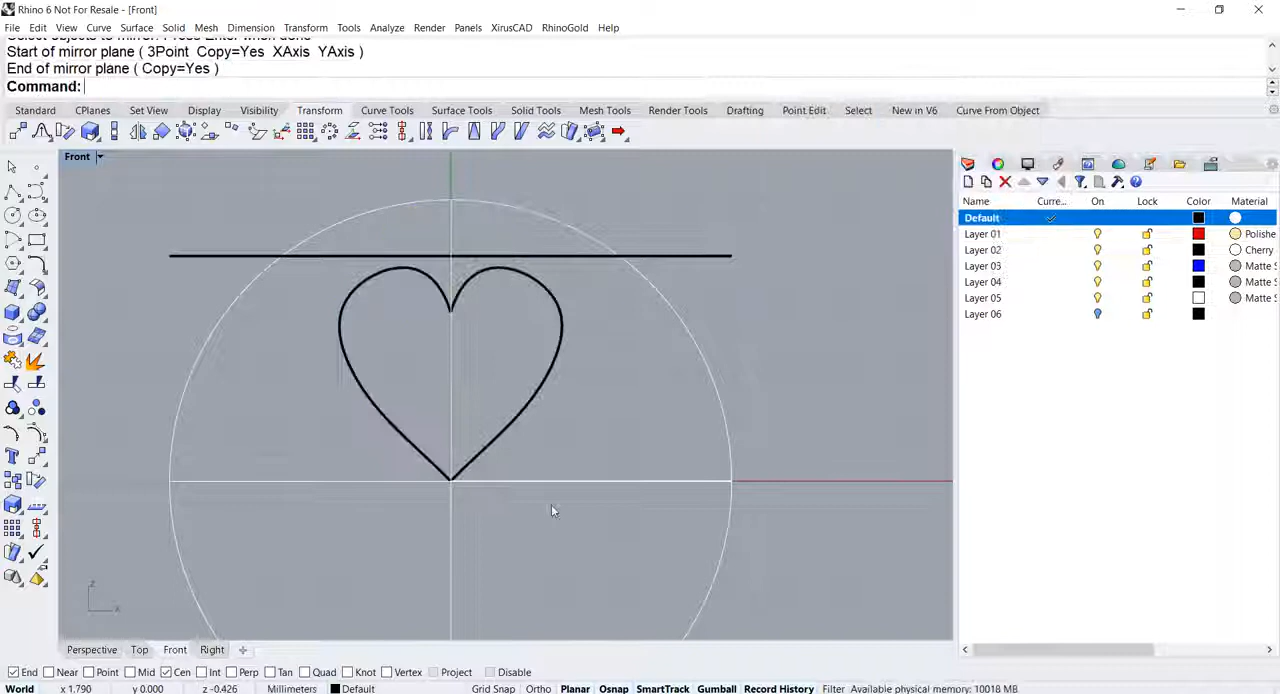 Rhino 6 Not For Resale - [Front]
File Edit View Curve Surface Solid Mesh Dimension Transform Tools Analyze Render Panels XirusCAD RhinoGold Help
Start of mirror plane ( 3Point Copy=Yes XAxis YAxis )
End of mirror plane ( Copy=Yes )
Command:
Standard CPlanes Set View Display Visibility Transform Curve Tools Surface Tools Solid Tools Mesh Tools Render Tools Drafting Point Edit Select New in V6 Curve From Object
Front
Name Curre... On Lock Color Material
Default
Layer 01 Polishe
Layer 02 Cherry
Layer 03 Matte S
Layer 04 Matte S
Layer 05 Matte S
Layer 06
z
x
Perspective Top Front Right
End Near Point Mid Cen Int Perp Tan Quad Knot Vertex Project Disable
World x 1.790 y 0.000 z -0.426 Millimeters Default Grid Snap Ortho Planar Osnap SmartTrack Gumball Record History Filter Available physical memory: 10018 MB